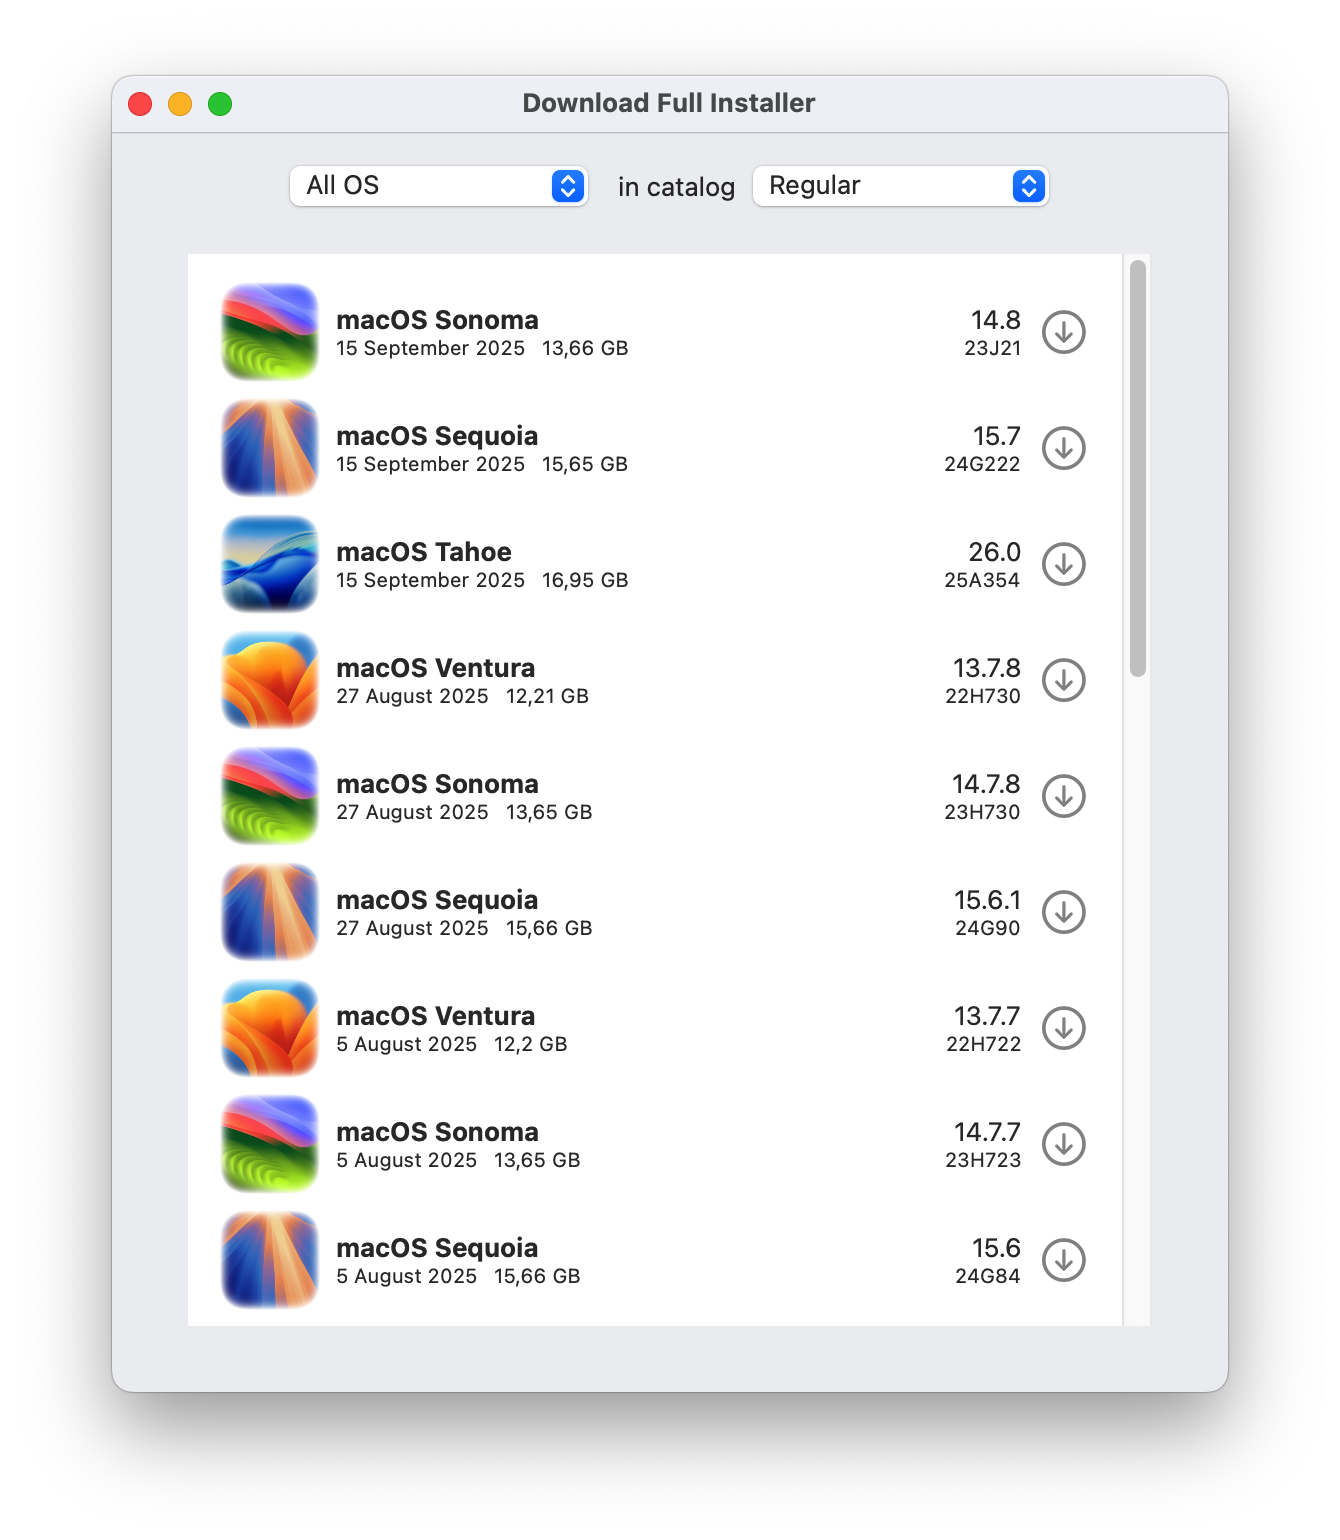 Download Full Installer
All OS in catalog Regular
macOS Sonoma 14.8
15 September 2025 13,66 GB 23J21
macOS Sequoia 15.7
15 September 2025 15,65 GB 24G222
macOS Tahoe 26.0
15 September 2025 16,95 GB 25A354
macOS Ventura 13.7.8
27 August 2025 12,21 GB 22H730
macOS Sonoma 14.7.8
27 August 2025 13,65 GB 23H730
macOS Sequoia 15.6.1
27 August 2025 15,66 GB 24G90
macOS Ventura 13.7.7
5 August 2025 12,2 GB 22H722
macOS Sonoma 14.7.7
5 August 2025 13,65 GB 23H723
macOS Sequoia 15.6
5 August 2025 15,66 GB 24G84